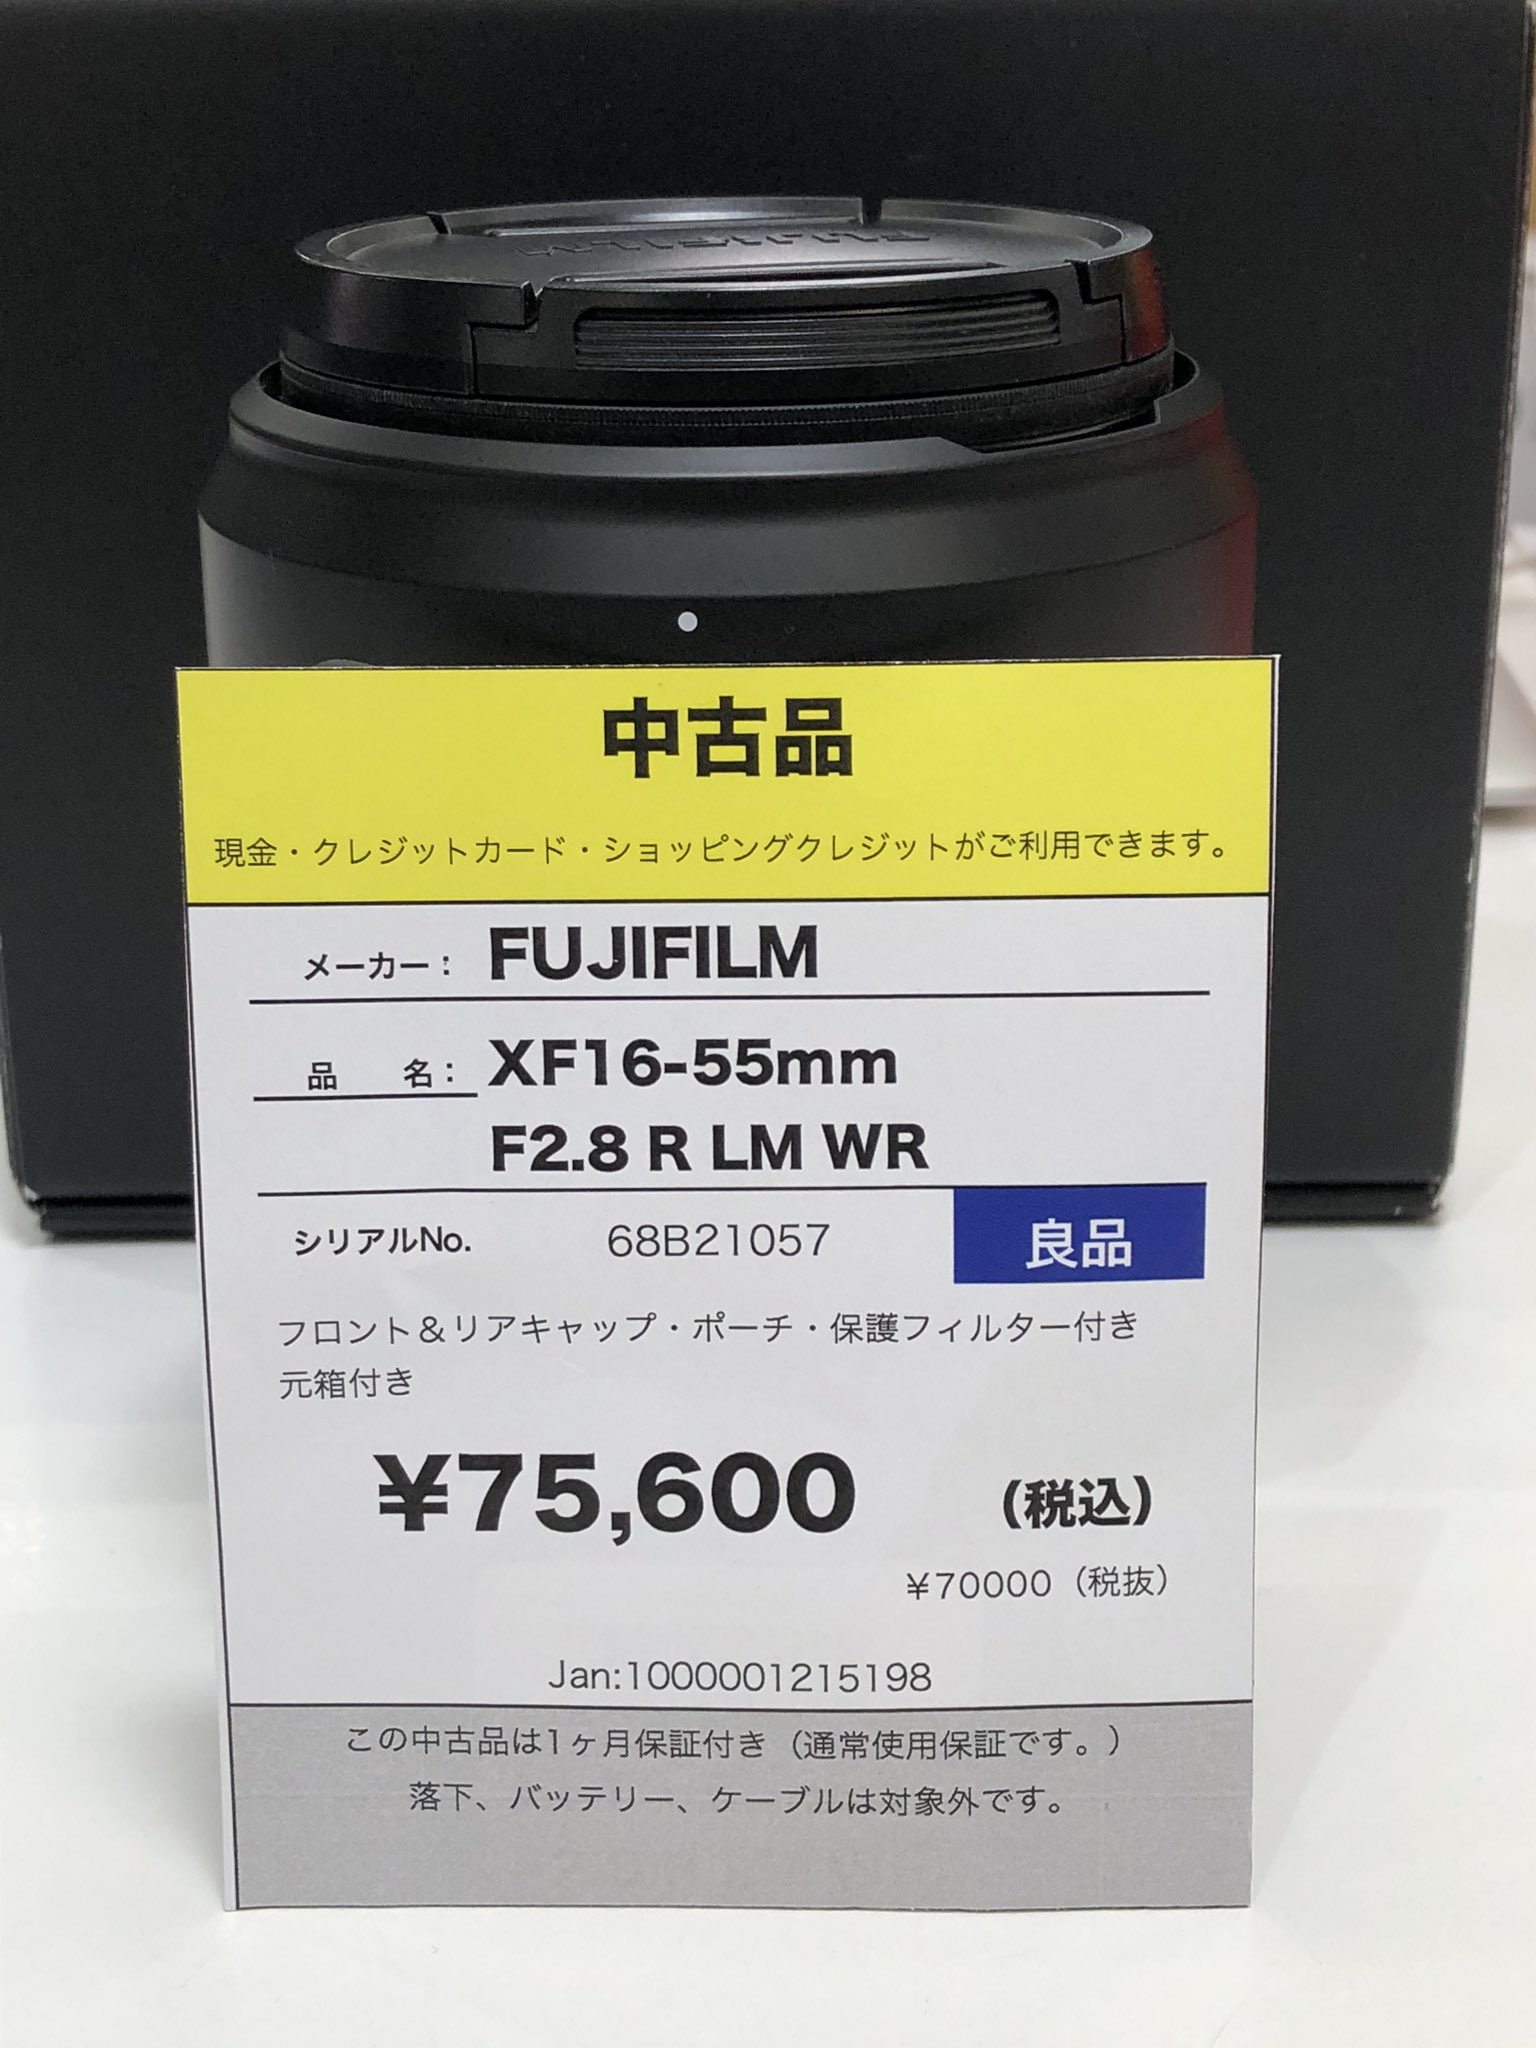 FUJIFILM
中古品
現金・クレジットカード・ショッピングクレジットがご利用できます。
メーカー： FUJIFILM
品　名： XF16-55mm
F2.8 R LM WR
シリアルNo. 68B21057 良品
フロント＆リアキャップ・ポーチ・保護フィルター付き
元箱付き
¥75,600 （税込）
¥70000（税抜）
Jan:1000001215198
この中古品は1ヶ月保証付き（通常使用保証です。）
落下、バッテリー、ケーブルは対象外です。